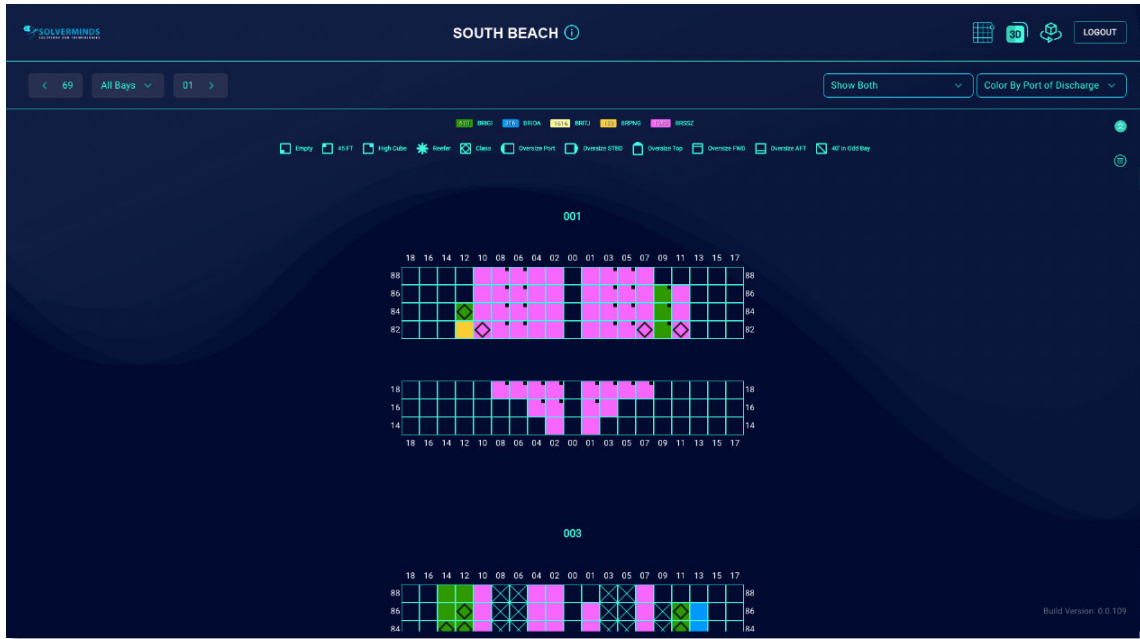 SOLVERMINDS
SOUTH BEACH
3D
LOGOUT
< 69
All Bays
01 >
Show Both
Color By Port of Discharge
BRIGI
BRIOA
1616 BRITJ
BRPNG
BRSSZ
Empty
45 FT
High Cube
Reefer
Class
Oversize Port
Oversize STBD
Oversize Top
Oversize FWD
Oversize AFT
40' in Odd Bay
001
18 16 14 12 10 08 06 04 02 00 01 03 05 07 09 11 13 15 17
88 88
86 86
84 84
82 82
18 18
16 16
14 14
18 16 14 12 10 08 06 04 02 00 01 03 05 07 09 11 13 15 17
003
18 16 14 12 10 08 06 04 02 00 01 03 05 07 09 11 13 15 17
88 88
86 86
84 84
Build Version: 0.0.109